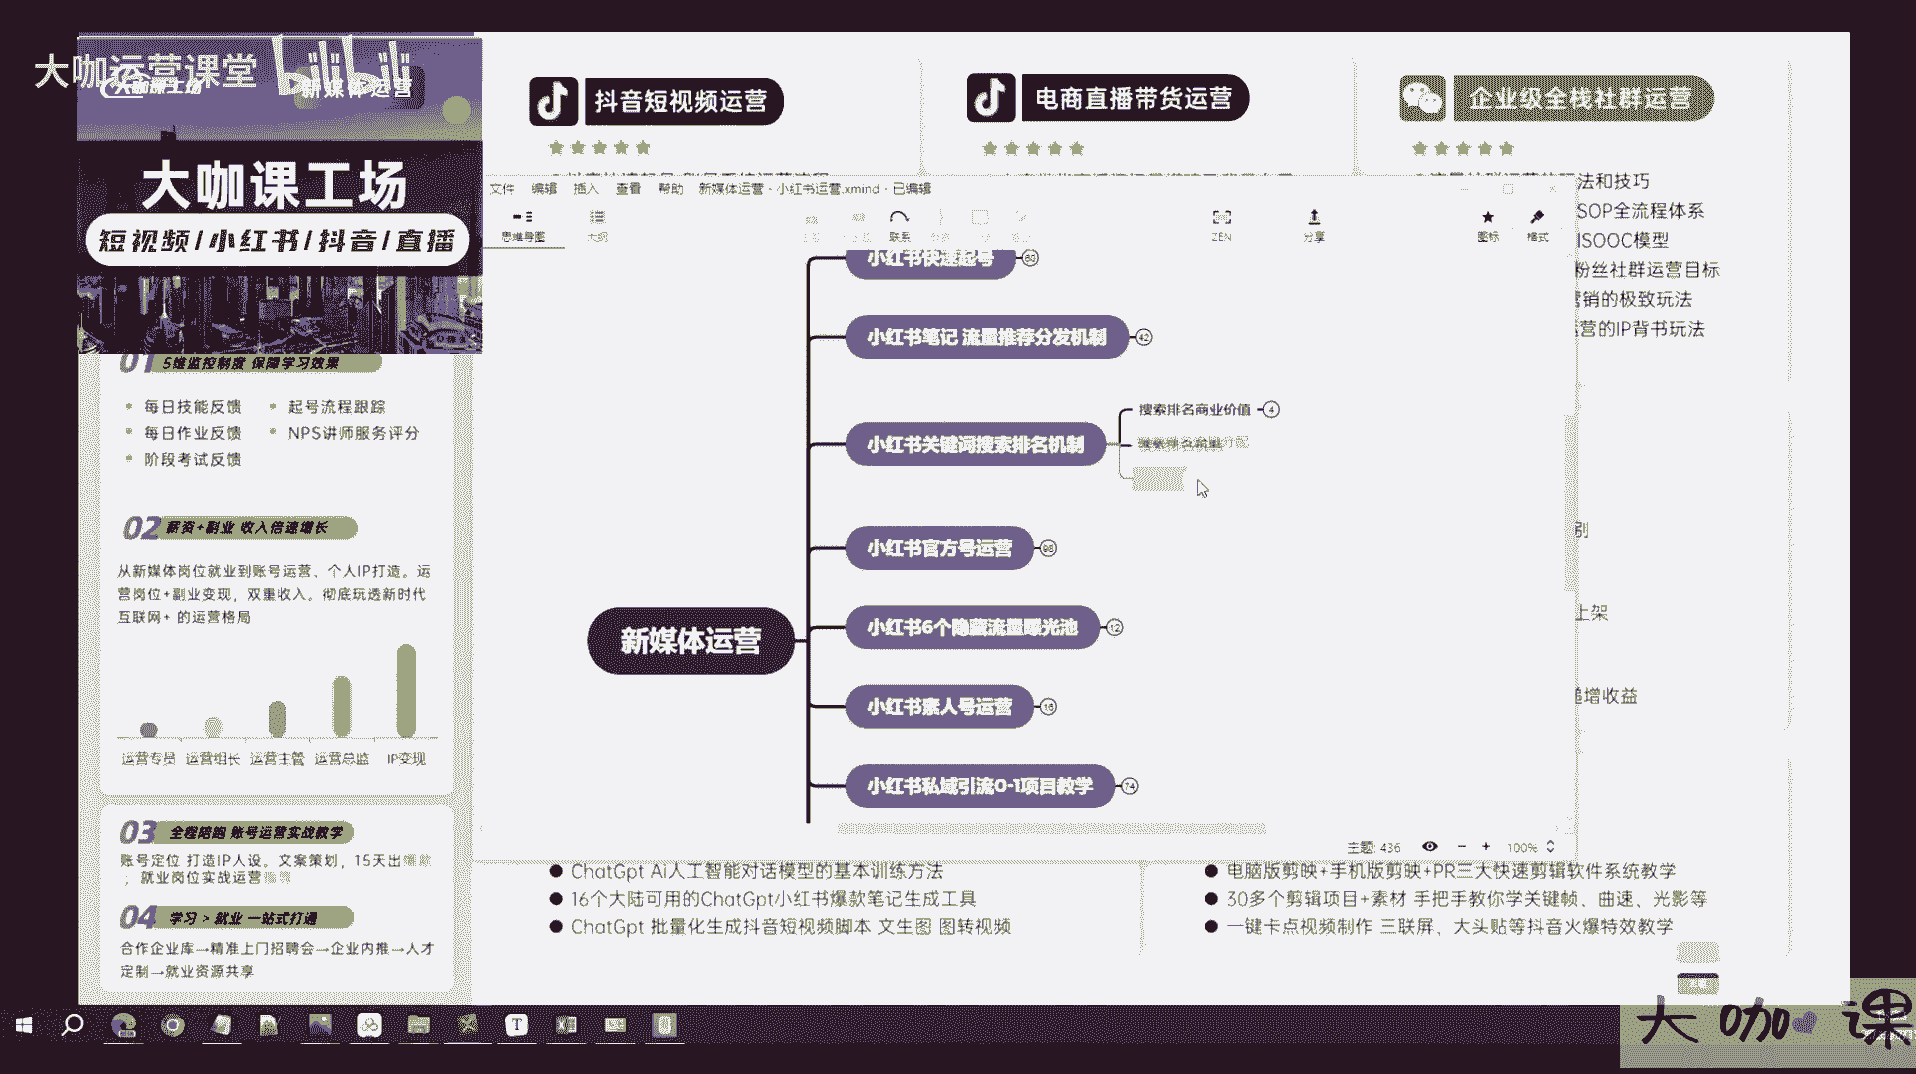 大咖运营课堂 bilibili
大咖课工场
新媒体运营
大咖课工场
短视频/小红书/抖音/直播
01 5维监控制度 保障学习效果
每日技能反馈
起号流程跟踪
每日作业反馈
NPS讲师服务评分
阶段考试反馈
02 薪资+副业 收入倍速增长
从新媒体岗位就业到账号运营、个人IP打造。运
营岗位+副业变现，双重收入。彻底玩透新时代
互联网+ 的运营格局
运营专员 运营组长 运营主管 运营总监 IP变现
03 全程陪跑 账号运营实战教学
账号定位 打造IP人设。文案策划，15天出
；就业岗位实战运营
04 学习 > 就业 一站式打通
合作企业库→精准上门招聘会→企业内推→人才
定制→就业资源共享
抖音短视频运营
电商直播带货运营
企业级全栈社群运营
法和技巧
SOP全流程体系
ISOOC模型
粉丝社群运营目标
营销的极致玩法
运营的IP背书玩法
别
上架
递增收益
文件 编辑 插入 查看 帮助 新媒体运营 - 小红书运营.xmind - 已编辑
思维导图 大纲 联系 ZEN 分享 图标 格式
小红书快速起号
小红书笔记 流量推荐分发机制 42
小红书关键词搜索排名机制
搜索排名商业价值 4
小红书官方号运营 98
小红书6个隐藏流量曝光池 12
新媒体运营
小红书素人号运营 16
小红书私域引流0-1项目教学 74
主题: 436 100%
ChatGpt AI人工智能对话模型的基本训练方法
16个大陆可用的ChatGpt小红书爆款笔记生成工具
ChatGpt 批量化生成抖音短视频脚本 文生图 图转视频
电脑版剪映+手机版剪映+PR三大快速剪辑软件系统教学
30多个剪辑项目+素材 手把手教你学关键帧、曲速、光影等
一键卡点视频制作 三联屏、大头贴等抖音火爆特效教学
大咖课